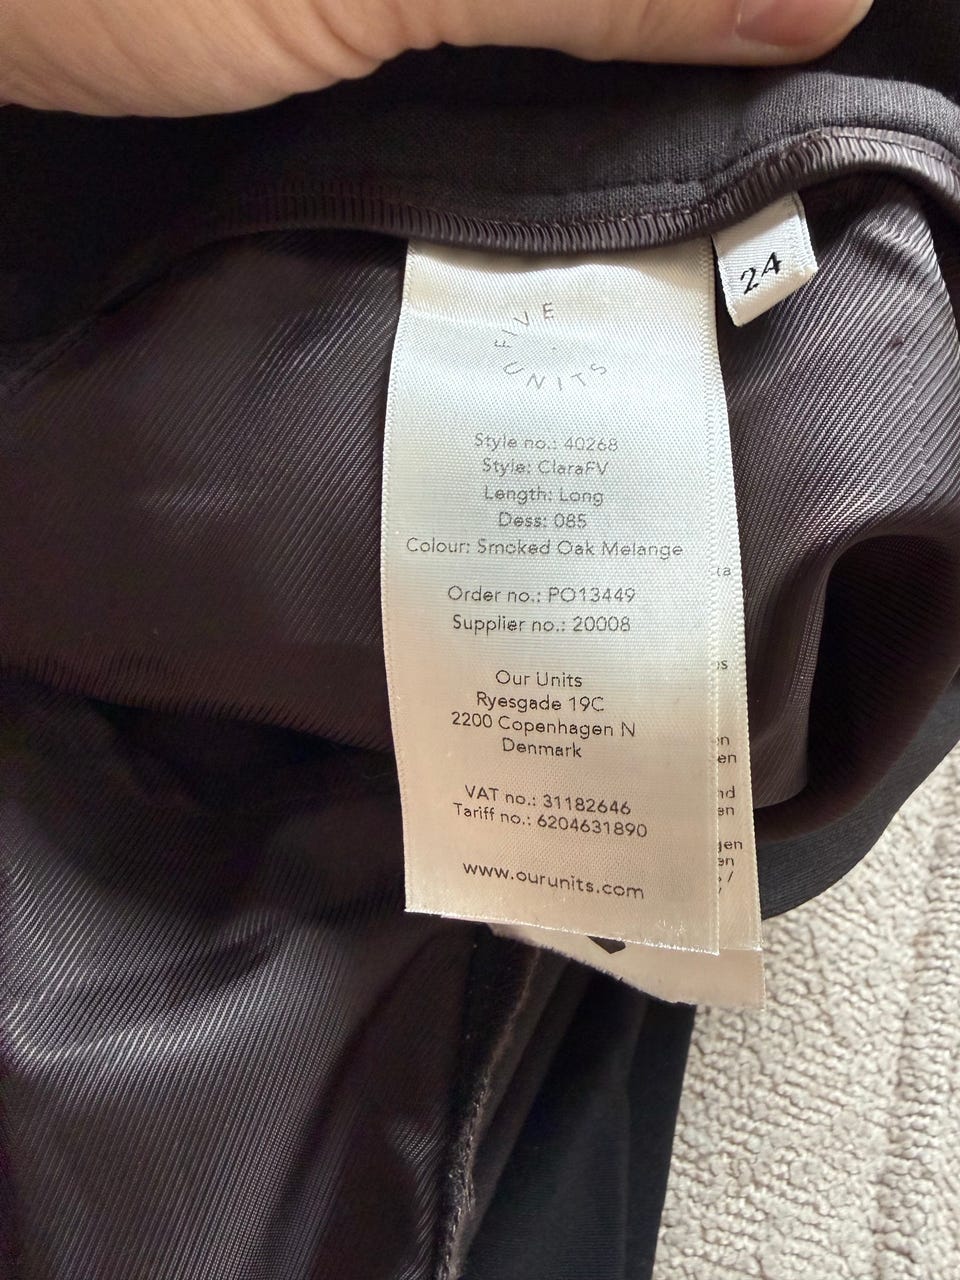 24
FIVE
UNITS
Style no.: 40268
Style: ClaraFV
Length: Long
Dess: 085
Colour: Smoked Oak Melange
Order no.: PO13449
Supplier no.: 20008
Our Units
Ryesgade 19C
2200 Copenhagen N
Denmark
VAT no.: 31182646
Tariff no.: 6204631890
www.ourunits.com